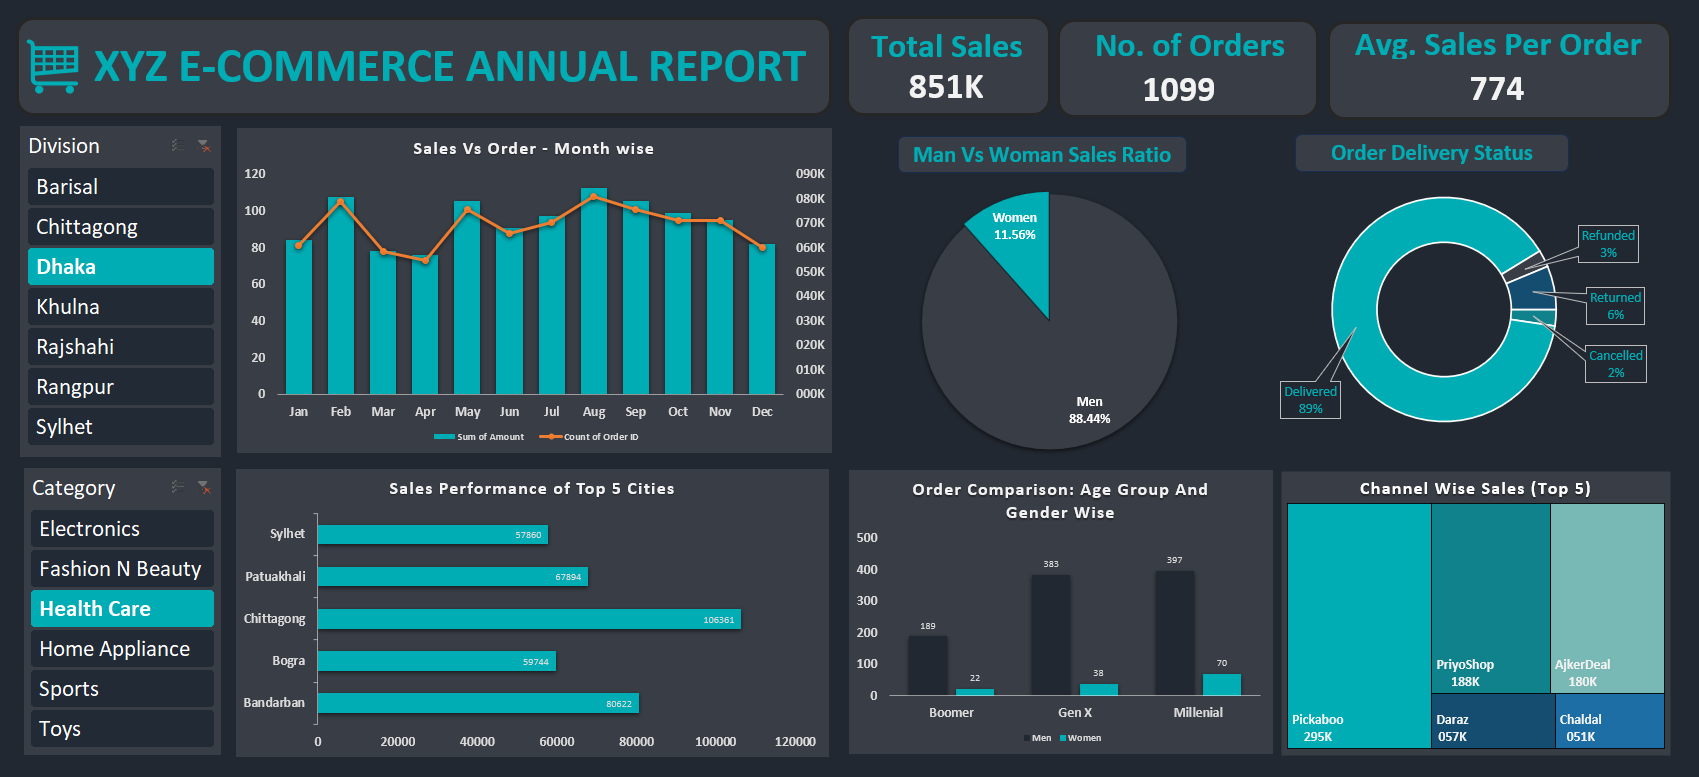 XYZ E-COMMERCE ANNUAL REPORT
Total Sales
851K
No. of Orders
1099
Avg. Sales Per Order
774
Division
Barisal
Chittagong
Dhaka
Khulna
Rajshahi
Rangpur
Sylhet
Sales Vs Order - Month wise
120
100
80
60
40
20
0
090K
080K
070K
060K
050K
040K
030K
020K
010K
000K
Jan Feb Mar Apr May Jun Jul Aug Sep Oct Nov Dec
Sum of Amount Count of Order ID
Man Vs Woman Sales Ratio
Women
11.56%
Men
88.44%
Order Delivery Status
Refunded
3%
Returned
6%
Cancelled
2%
Delivered
89%
Category
Electronics
Fashion N Beauty
Health Care
Home Appliance
Sports
Toys
Sales Performance of Top 5 Cities
Sylhet 57860
Patuakhali 67894
Chittagong 106361
Bogra 59744
Bandarban 80622
0 20000 40000 60000 80000 100000 120000
Order Comparison: Age Group And
Gender Wise
500
400
300
200
100
0
189 22 383 38 397 70
Boomer Gen X Millenial
Men Women
Channel Wise Sales (Top 5)
Pickaboo
295K
PriyoShop
188K
AjkerDeal
180K
Daraz
057K
Chaldal
051K